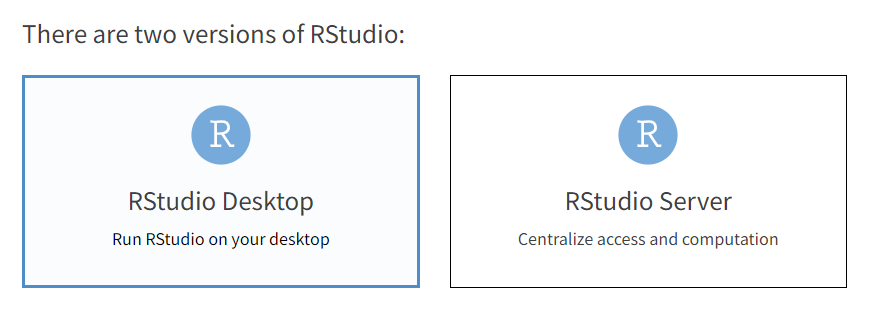 There are two versions of RStudio:
R
RStudio Desktop
Run RStudio on your desktop
R
RStudio Server
Centralize access and computation